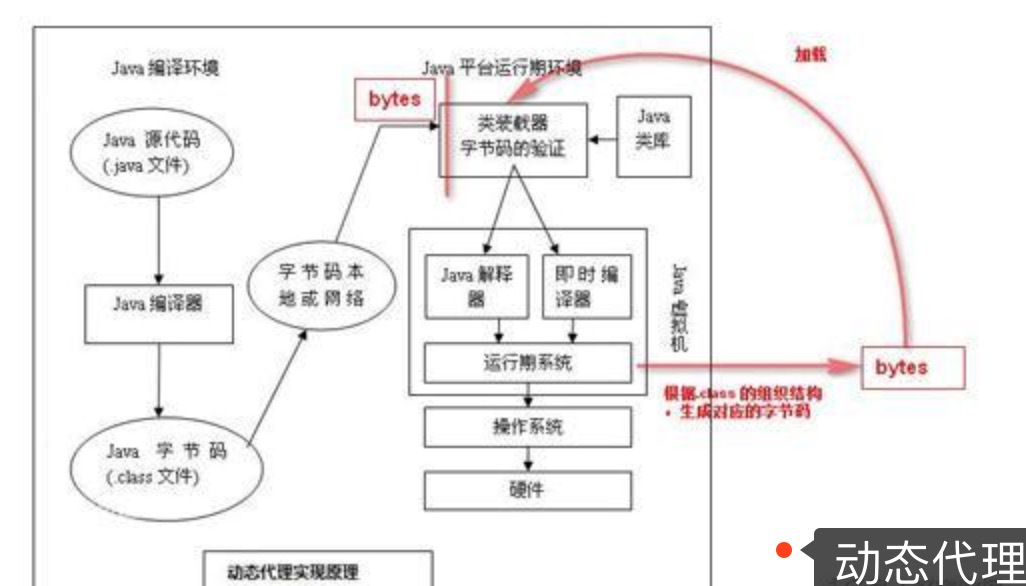 Java 编译环境
Java 平台运行期环境
加载
bytes
Java 源代码
(.java 文件)
类装载器
字节码的验证
Java
类库
字节码本
地或网络
Java 编译器
Java 解释
器
即时编
译器
Java 虚拟机
运行期系统
bytes
根据.class 的组织结构
，生成对应的字节码
操作系统
Java 字节码
(.class 文件)
硬件
动态代理实现原理
动态代理